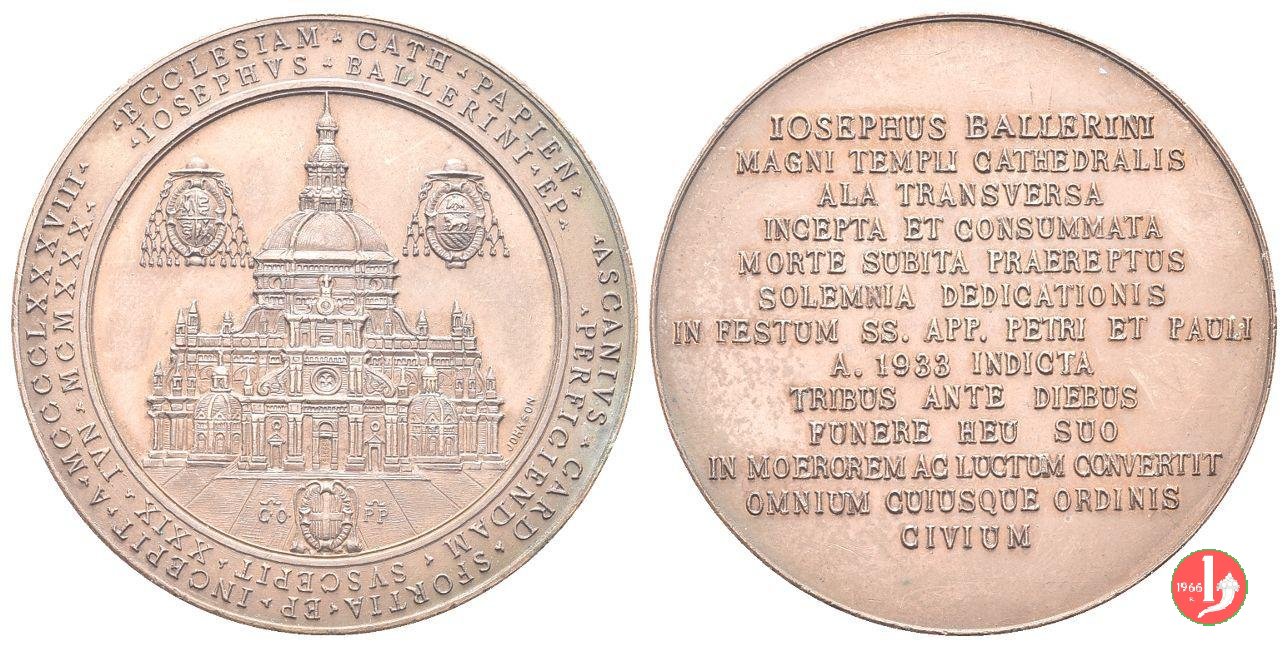 ECCLESIAM CATH PAPIEN ASCANIVS CARD SFORTIA EP INCEPIT A MCCCCLXXXVIII
IOSEPHVS BALLERINI EP PERFICIENDAM SVSCEPIT XXIX IVN MCMXXX
JOHNSON
CO PP
IOSEPHUS BALLERINI
MAGNI TEMPLI CATHEDRALIS
ALA TRANSVERSA
INCEPTA ET CONSUMMATA
MORTE SUBITA PRAEREPTUS
SOLEMNIA DEDICATIONIS
IN FESTUM SS. APP. PETRI ET PAULI
A. 1933 INDICTA
TRIBUS ANTE DIEBUS
FUNERE HEU SUO
IN MOEROREM AC LUCTUM CONVERTIT
OMNIUM CUIUSQUE ORDINIS
CIVIUM
1966